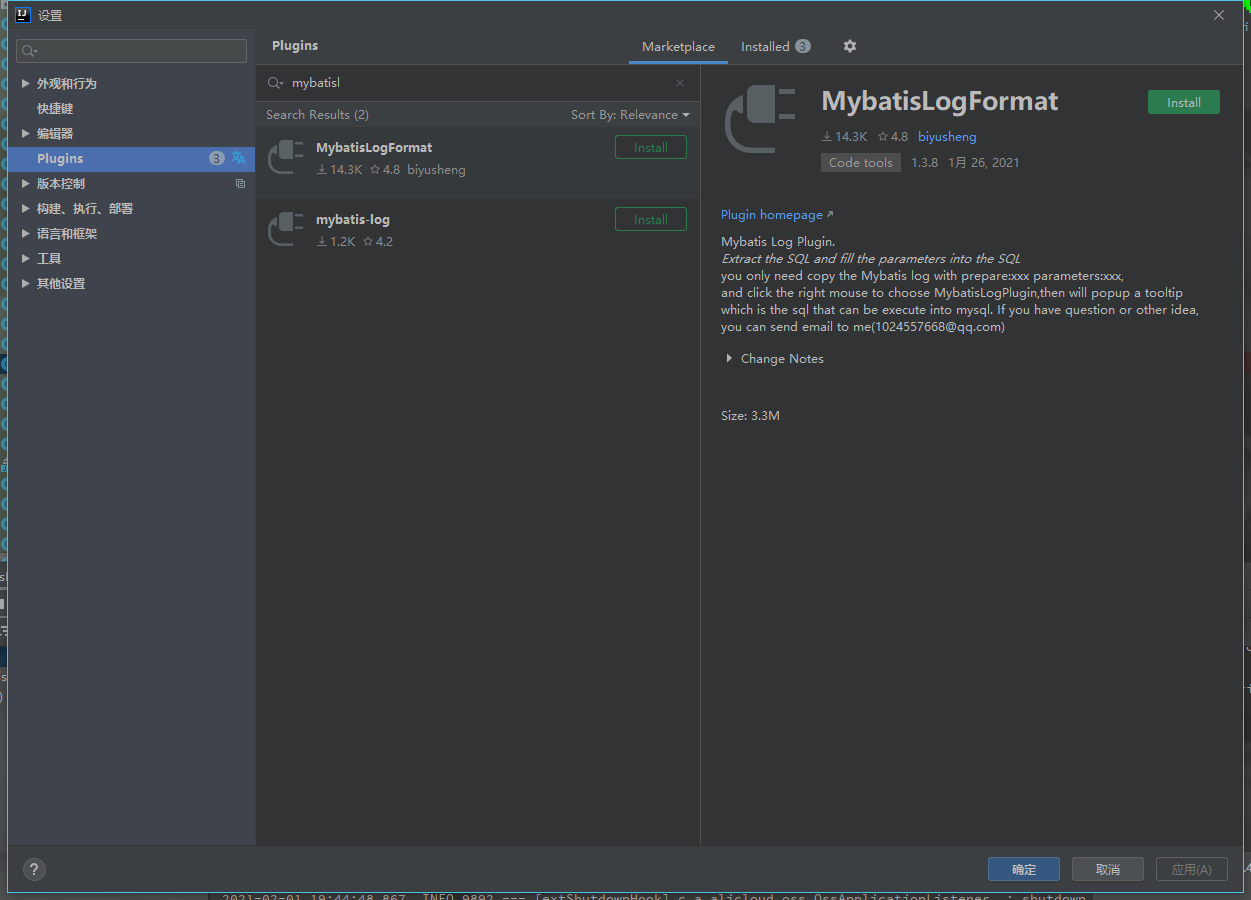 设置
Plugins
Marketplace
Installed 3
外观和行为
快捷键
编辑器
Plugins 3
版本控制
构建、执行、部署
语言和框架
工具
其他设置
mybatisl
Search Results (2)
Sort By: Relevance
MybatisLogFormat
Install
14.3K 4.8 biyusheng
mybatis-log
Install
1.2K 4.2
MybatisLogFormat
Install
14.3K 4.8 biyusheng
Code tools 1.3.8 1月 26, 2021
Plugin homepage
Mybatis Log Plugin.
Extract the SQL and fill the parameters into the SQL
you only need copy the Mybatis log with prepare:xxx parameters:xxx,
and click the right mouse to choose MybatisLogPlugin,then will popup a tooltip
which is the sql that can be execute into mysql. If you have question or other idea,
you can send email to me(1024557668@qq.com)
Change Notes
Size: 3.3M
?
确定
取消
应用(A)
2021-02-01 19:44:48.867 INFO 9892 --- [extShutdownHook] c.a.alicloud.oss.OssApplicationListener : shutdown